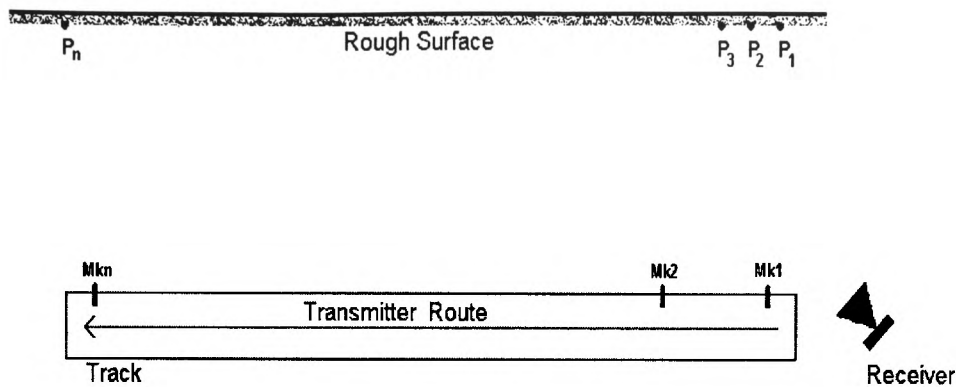 Pn
Rough Surface
P3 P2 P1
Mkn
Mk2
Mk1
Transmitter Route
Track
Receiver